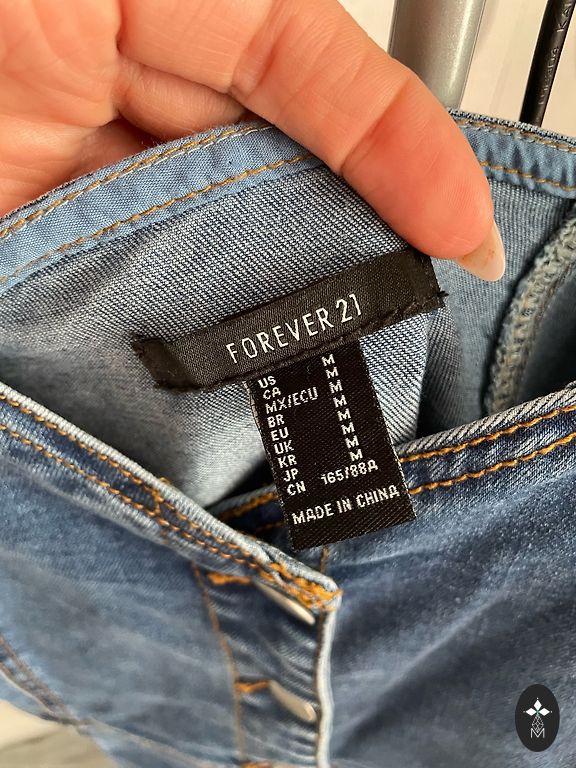 FOREVER 21
US M
CA M
MX/ECU M
BR M
EU M
UK M
KR M
JP M
CN 165/88A
MADE IN CHINA
M